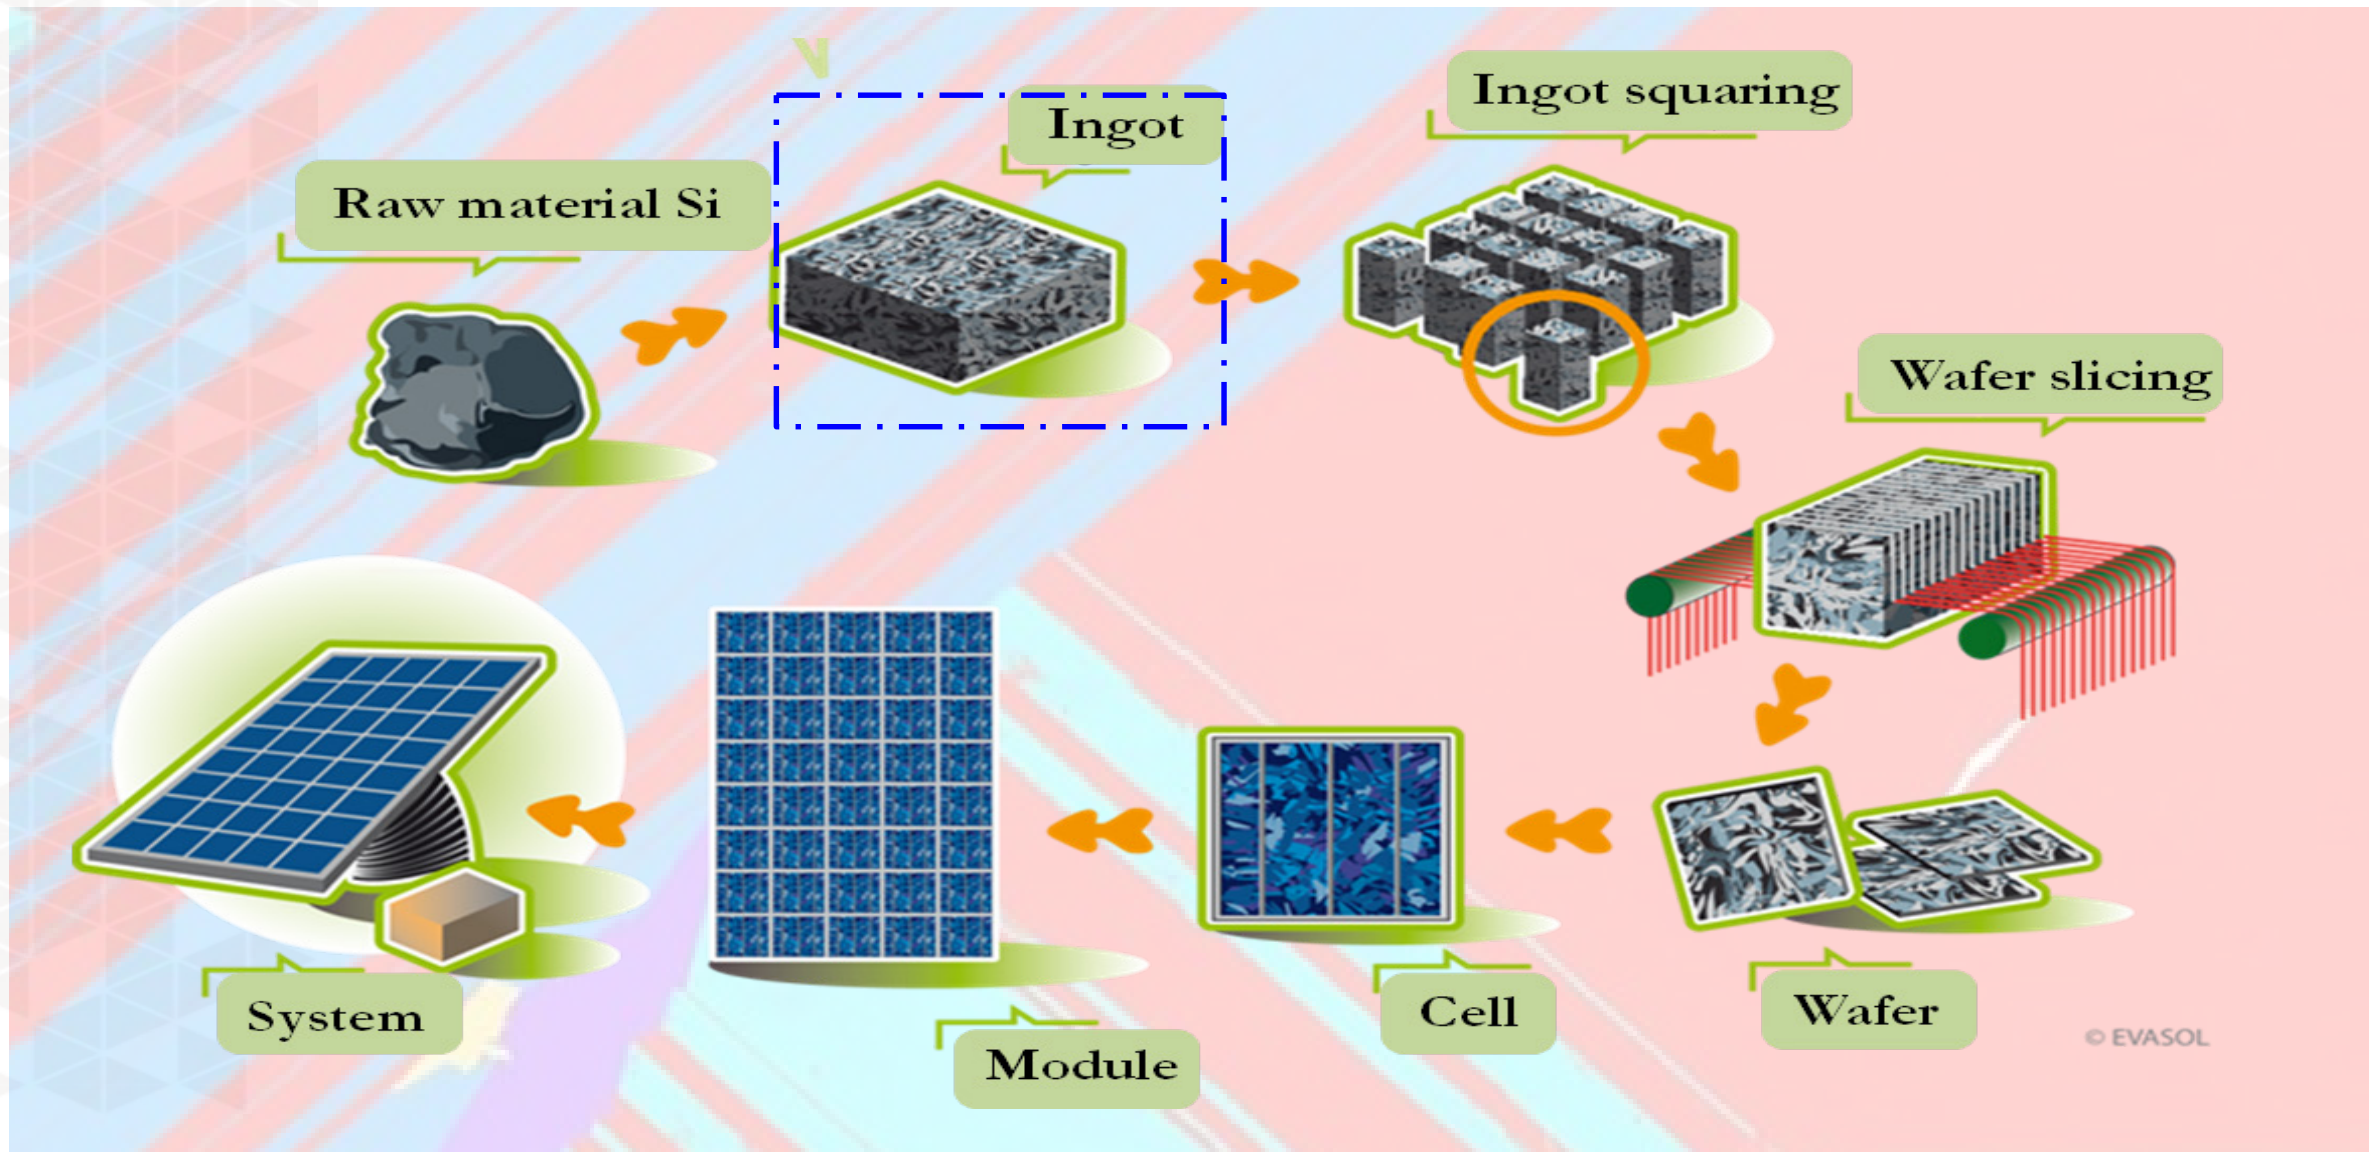 Raw material Si
Ingot
Ingot squaring
Wafer slicing
Wafer
Cell
Module
System
© EVASOL